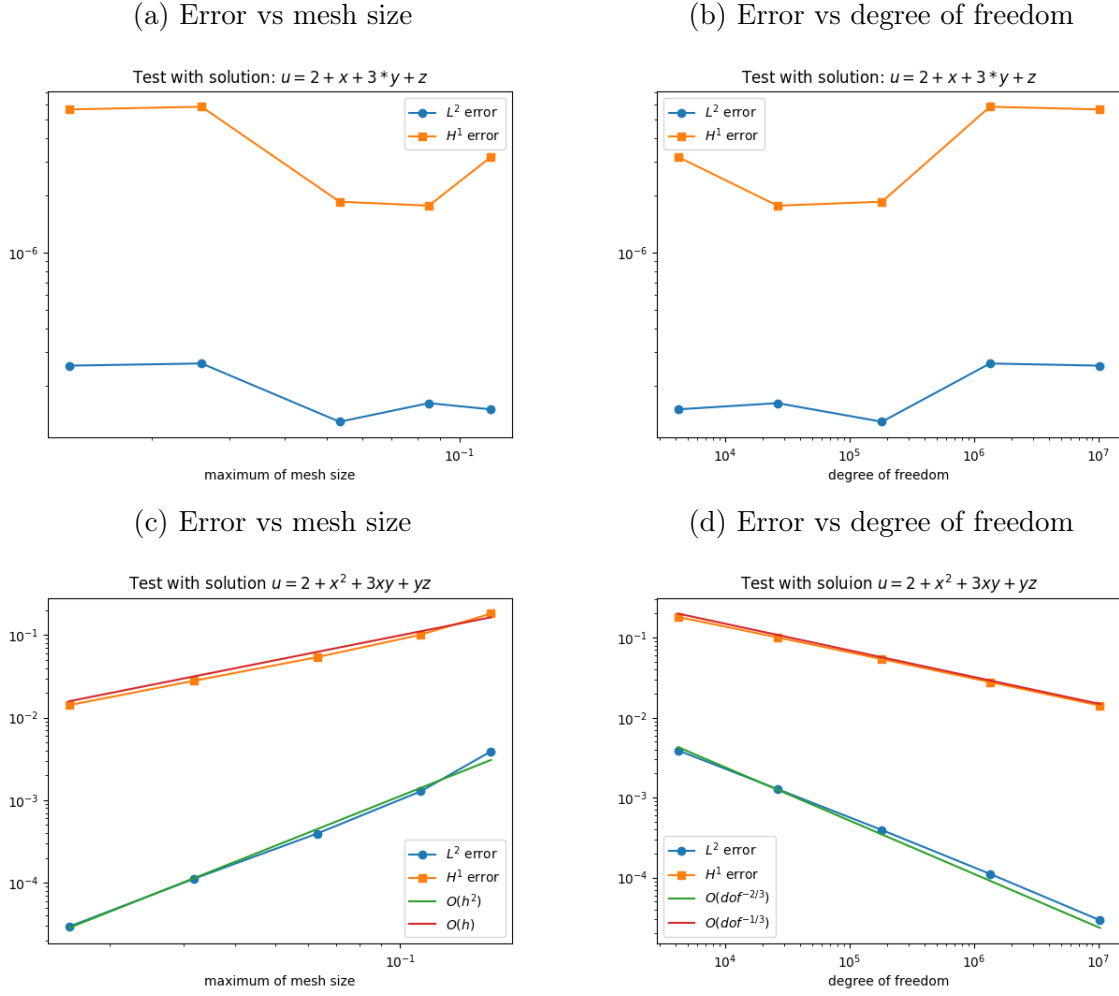 (a) Error vs mesh size
(b) Error vs degree of freedom
Test with solution: u = 2 + x + 3 * y + z
L² error
H¹ error
10⁻⁶
10⁻¹
maximum of mesh size
Test with solution: u = 2 + x + 3 * y + z
L² error
H¹ error
10⁻⁶
10⁴
10⁵
10⁶
10⁷
degree of freedom
(c) Error vs mesh size
(d) Error vs degree of freedom
Test with solution u = 2 + x² + 3xy + yz
10⁻¹
10⁻²
10⁻³
10⁻⁴
L² error
H¹ error
O(h²)
O(h)
10⁻¹
maximum of mesh size
Test with soluion u = 2 + x² + 3xy + yz
10⁻¹
10⁻²
10⁻³
10⁻⁴
L² error
H¹ error
O(dof⁻²ᐟ³)
O(dof⁻¹ᐟ³)
10⁴
10⁵
10⁶
10⁷
degree of freedom